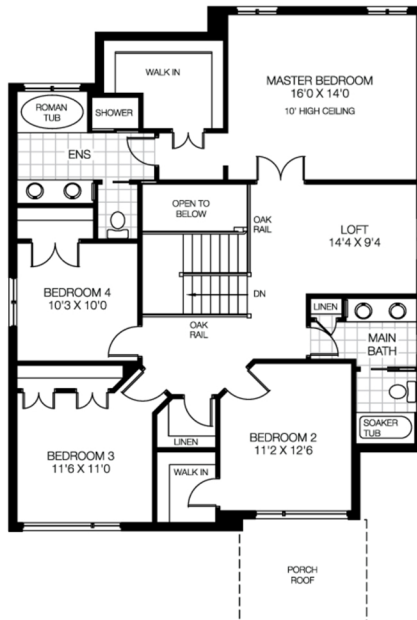 WALK IN
MASTER BEDROOM
16'0 X 14'0
10' HIGH CEILING
ROMAN
TUB
SHOWER
ENS
OPEN TO
BELOW
OAK
RAIL
LOFT
14'4 X 9'4
BEDROOM 4
10'3 X 10'0
DN
OAK
RAIL
LINEN
MAIN
BATH
SOAKER
TUB
BEDROOM 3
11'6 X 11'0
LINEN
WALK IN
BEDROOM 2
11'2 X 12'6
PORCH
ROOF